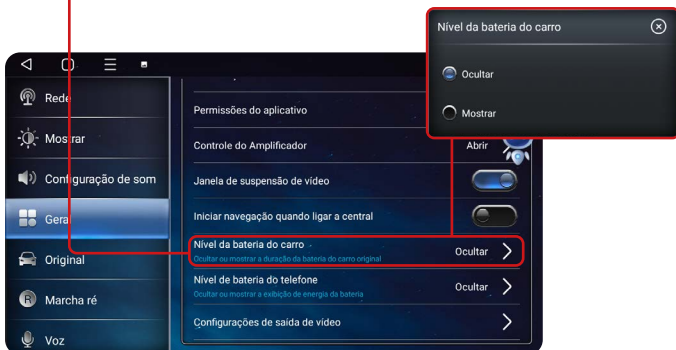 Nível da bateria do carro
Ocultar
Mostrar
Rede
Mostrar
Configuração de som
Geral
Original
R Marcha ré
Voz
Permissões do aplicativo
Controle do Amplificador
Abrir
Janela de suspensão de vídeo
Iniciar navegação quando ligar a central
Nível da bateria do carro
Ocultar ou mostrar a duração da bateria do carro original
Ocultar
Nível de bateria do telefone
Ocultar ou mostrar a exibição de energia da bateria
Ocultar
Configurações de saída de vídeo